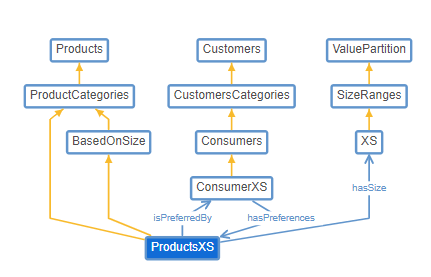 Products
Customers
ValuePartition
ProductCategories
CustomersCategories
SizeRanges
BasedOnSize
Consumers
XS
ConsumerXS
hasSize
isPreferredBy
hasPreferences
ProductsXS